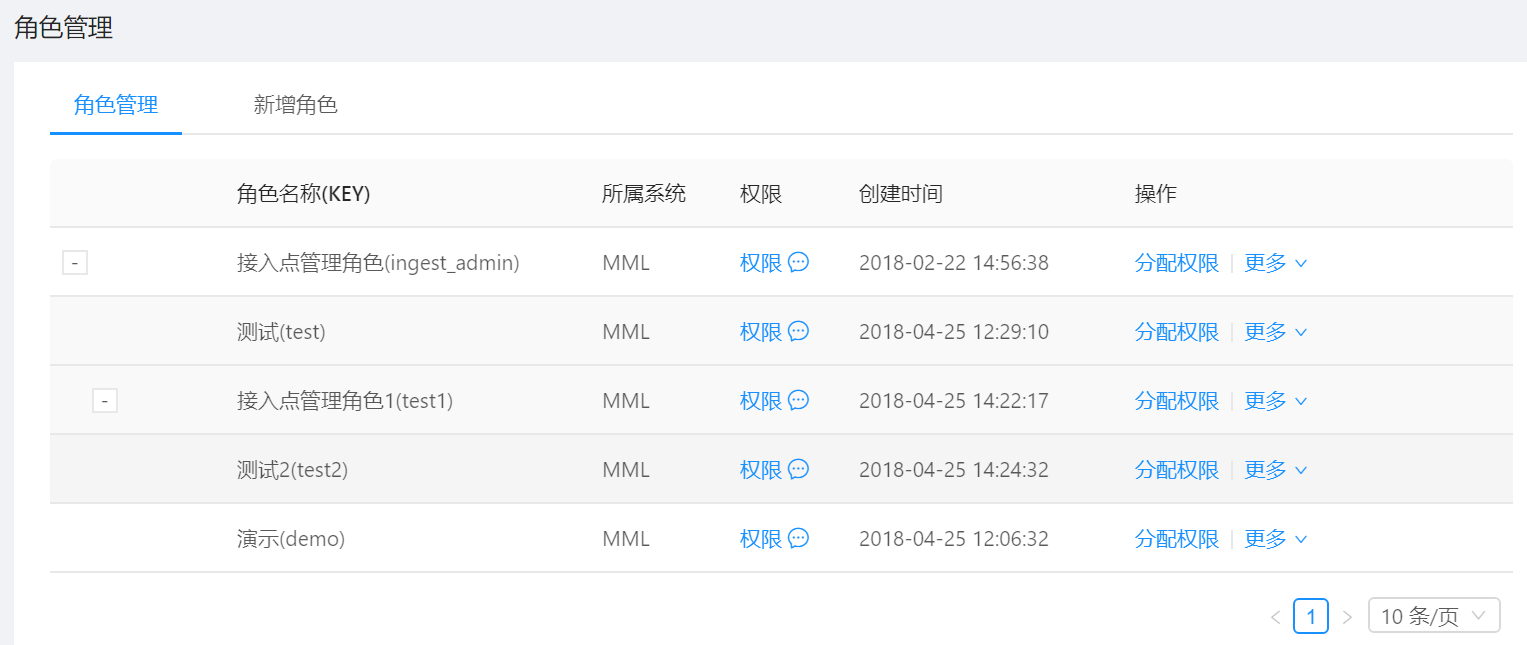 角色管理
角色管理 新增角色
角色名称(KEY) 所属系统 权限 创建时间 操作
- 接入点管理角色(ingest_admin) MML 权限 2018-02-22 14:56:38 分配权限 更多
测试(test) MML 权限 2018-04-25 12:29:10 分配权限 更多
- 接入点管理角色1(test1) MML 权限 2018-04-25 14:22:17 分配权限 更多
测试2(test2) MML 权限 2018-04-25 14:24:32 分配权限 更多
演示(demo) MML 权限 2018-04-25 12:06:32 分配权限 更多
< 1 > 10 条/页